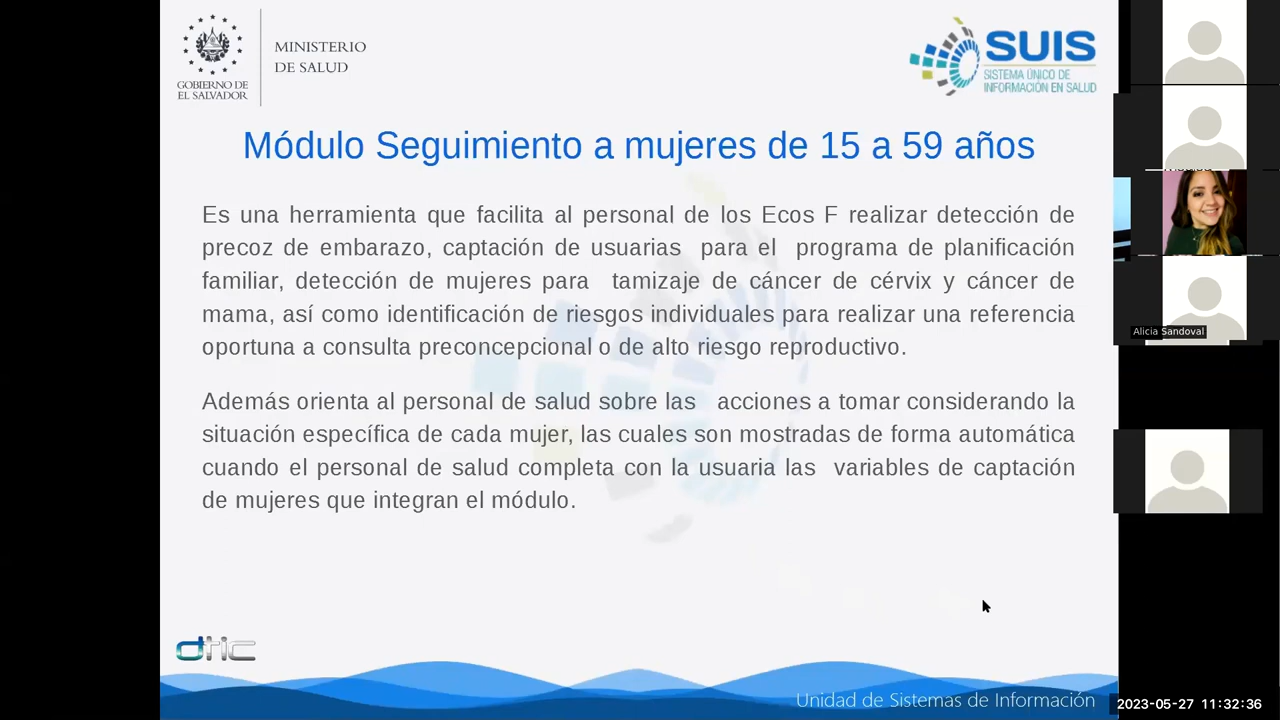 MINISTERIO
DE SALUD
GOBIERNO DE
EL SALVADOR
SUIS
SISTEMA ÚNICO DE
INFORMACIÓN EN SALUD
Módulo Seguimiento a mujeres de 15 a 59 años
Es una herramienta que facilita al personal de los Ecos F realizar detección de
precoz de embarazo, captación de usuarias para el programa de planificación
familiar, detección de mujeres para tamizaje de cáncer de cérvix y cáncer de
mama, así como identificación de riesgos individuales para realizar una referencia
oportuna a consulta preconcepcional o de alto riesgo reproductivo.
Además orienta al personal de salud sobre las acciones a tomar considerando la
situación específica de cada mujer, las cuales son mostradas de forma automática
cuando el personal de salud completa con la usuaria las variables de captación
de mujeres que integran el módulo.
Alicia Sandoval
dtic
Unidad de Sistemas de Información
2023-05-27 11:32:36